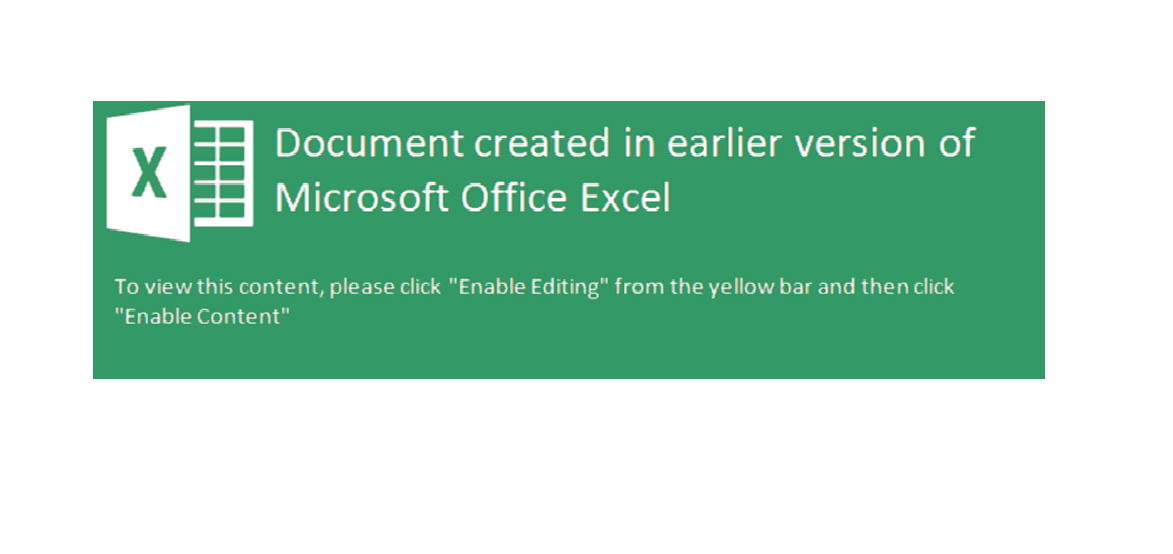 X
Document created in earlier version of
Microsoft Office Excel
To view this content, please click "Enable Editing" from the yellow bar and then click
"Enable Content"